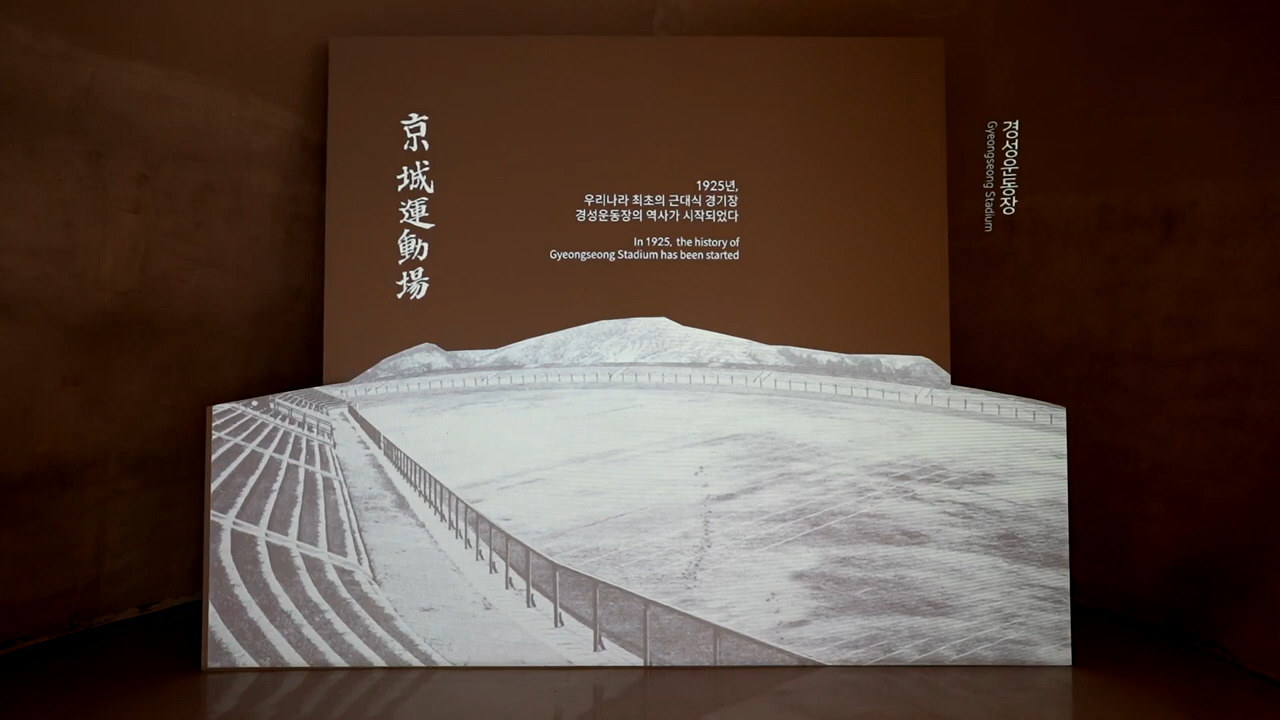 京城運動場
1925년,
우리나라 최초의 근대식 경기장
경성운동장의 역사가 시작되었다
In 1925, the history of
Gyeongseong Stadium has been started
경성운동장
Gyeongseong Stadium